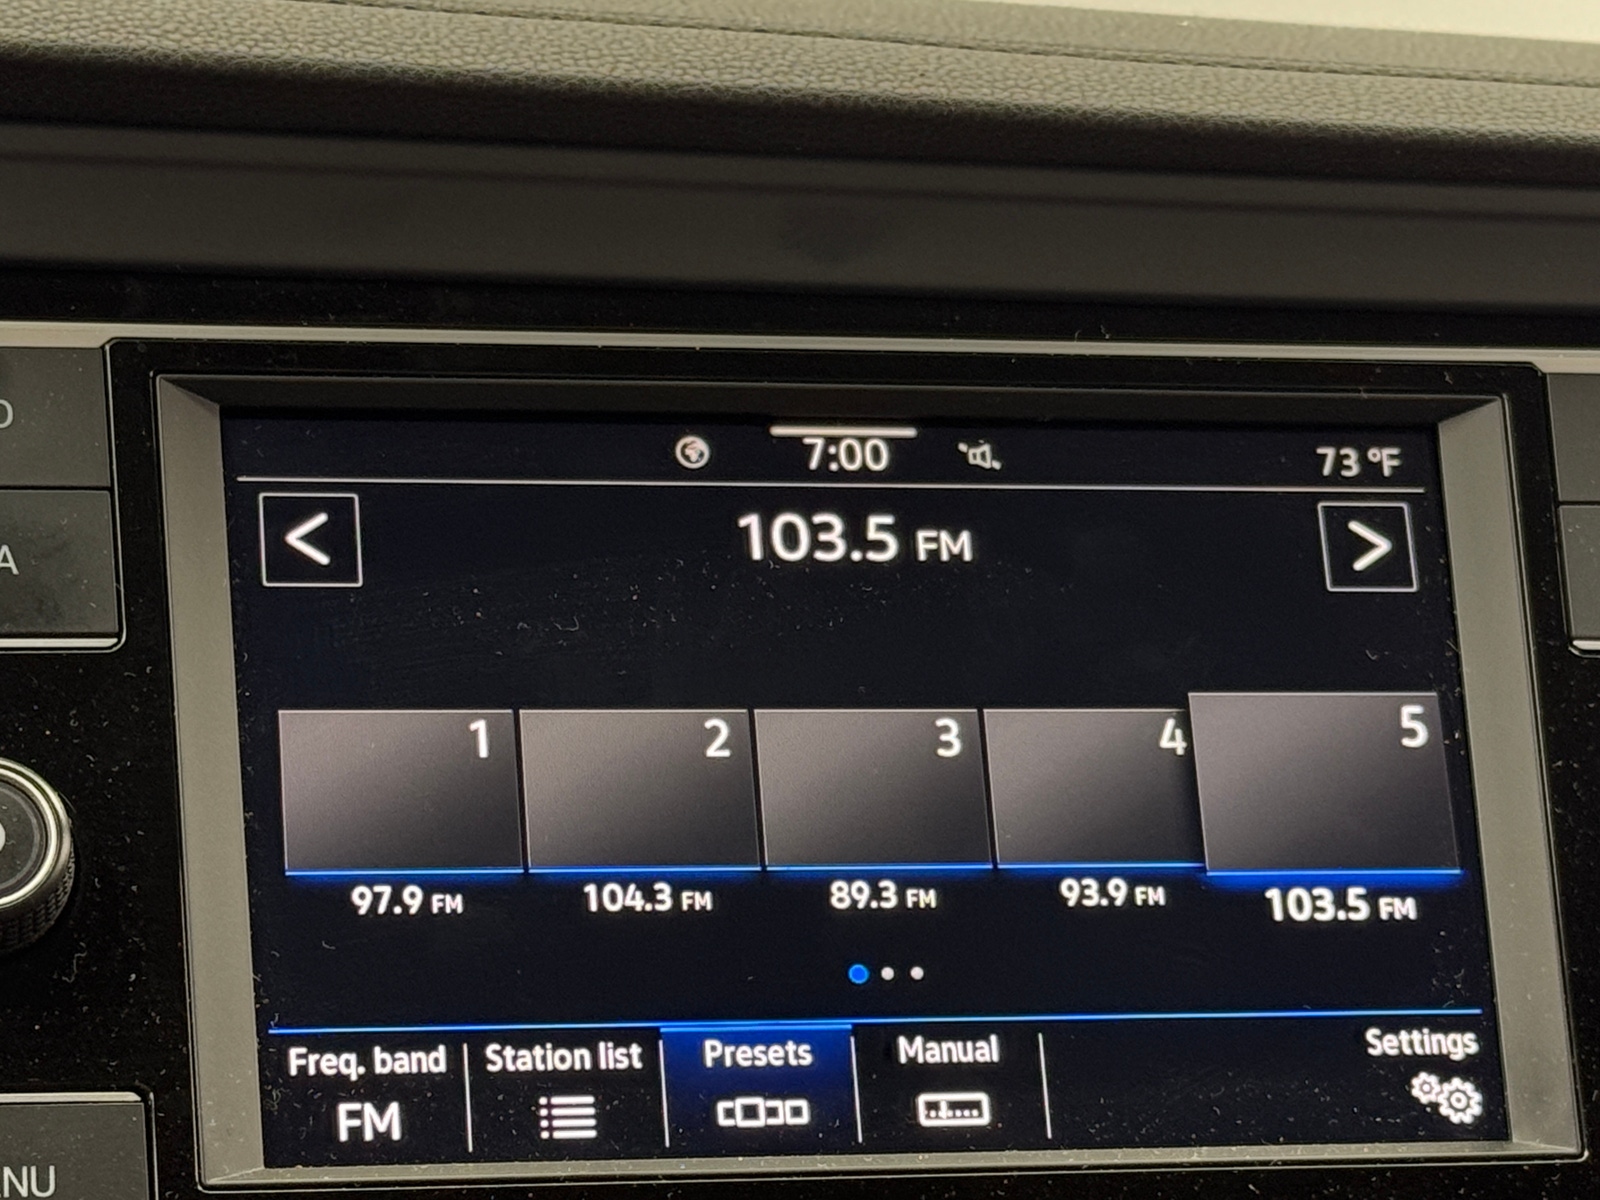 7:00
73 °F
<
103.5 FM
>
1
2
3
4
5
97.9 FM
104.3 FM
89.3 FM
93.9 FM
103.5 FM
Freq. band
Station list
Presets
Manual
Settings
FM